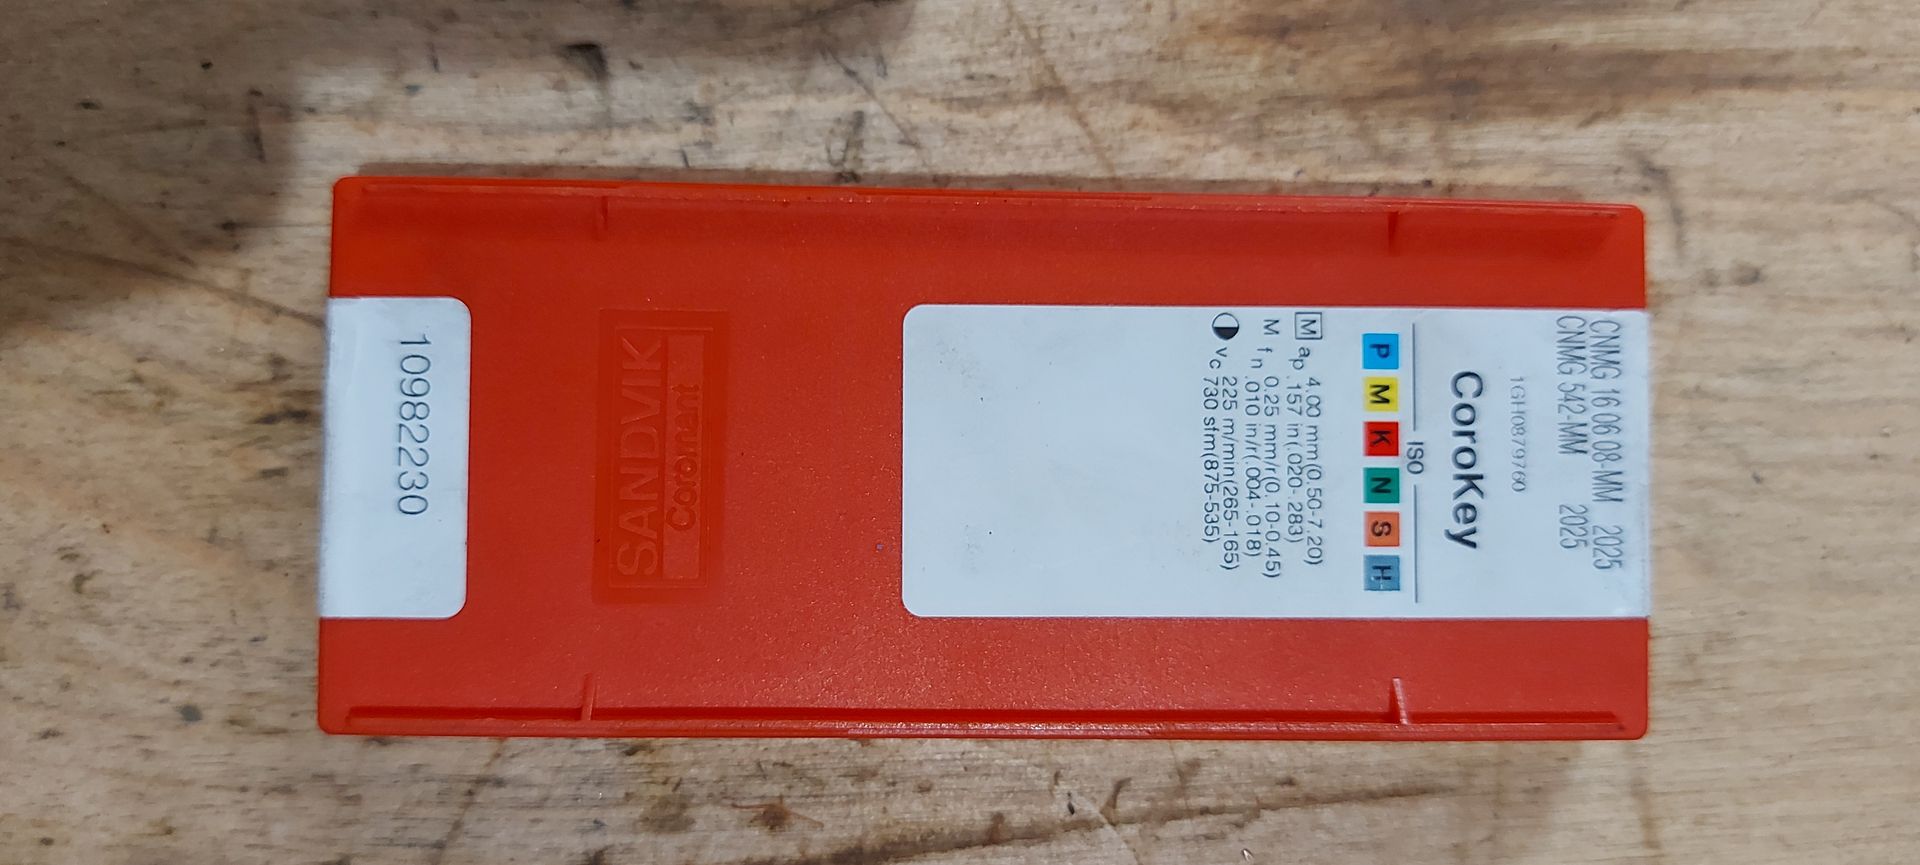 CNMG 16 06 08-MM 2025
CNMG 542-MM 2025
1GH0879760
CoroKey
ISO
P M K N S H
M ap 4.00 mm(0.50-7.20)
.157 in(.020-.283)
M fn 0.25 mm/r(0.10-0.45)
.010 in/r(.004-.018)
vc 225 m/min(265-165)
730 sfm(875-535)
SANDVIK
Coromant
10982230